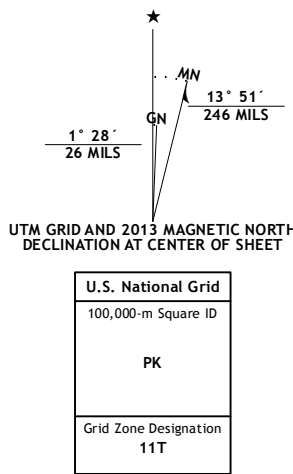 ★
MN
GN
13° 51´
246 MILS
1° 28´
26 MILS
UTM GRID AND 2013 MAGNETIC NORTH
DECLINATION AT CENTER OF SHEET
U.S. National Grid
100,000-m Square ID
PK
Grid Zone Designation
11T